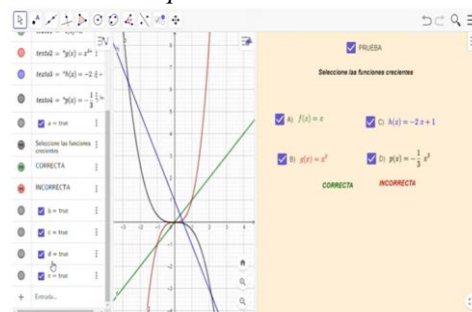 texto2 = "g(x) = x
texto3 = "h(x) = -2
texto4 = "p(x) = -1/3
a = true
Seleccione las funciones
crecientes
CORRECTA
INCORRECTA
b = true
c = true
d = true
e = true
Entrada...
PRUEBA
Seleccione las funciones crecientes
A) f(x) = x
C) h(x) = -2x + 1
B) g(x) = x³
D) p(x) = -1/3 x³
CORRECTA INCORRECTA